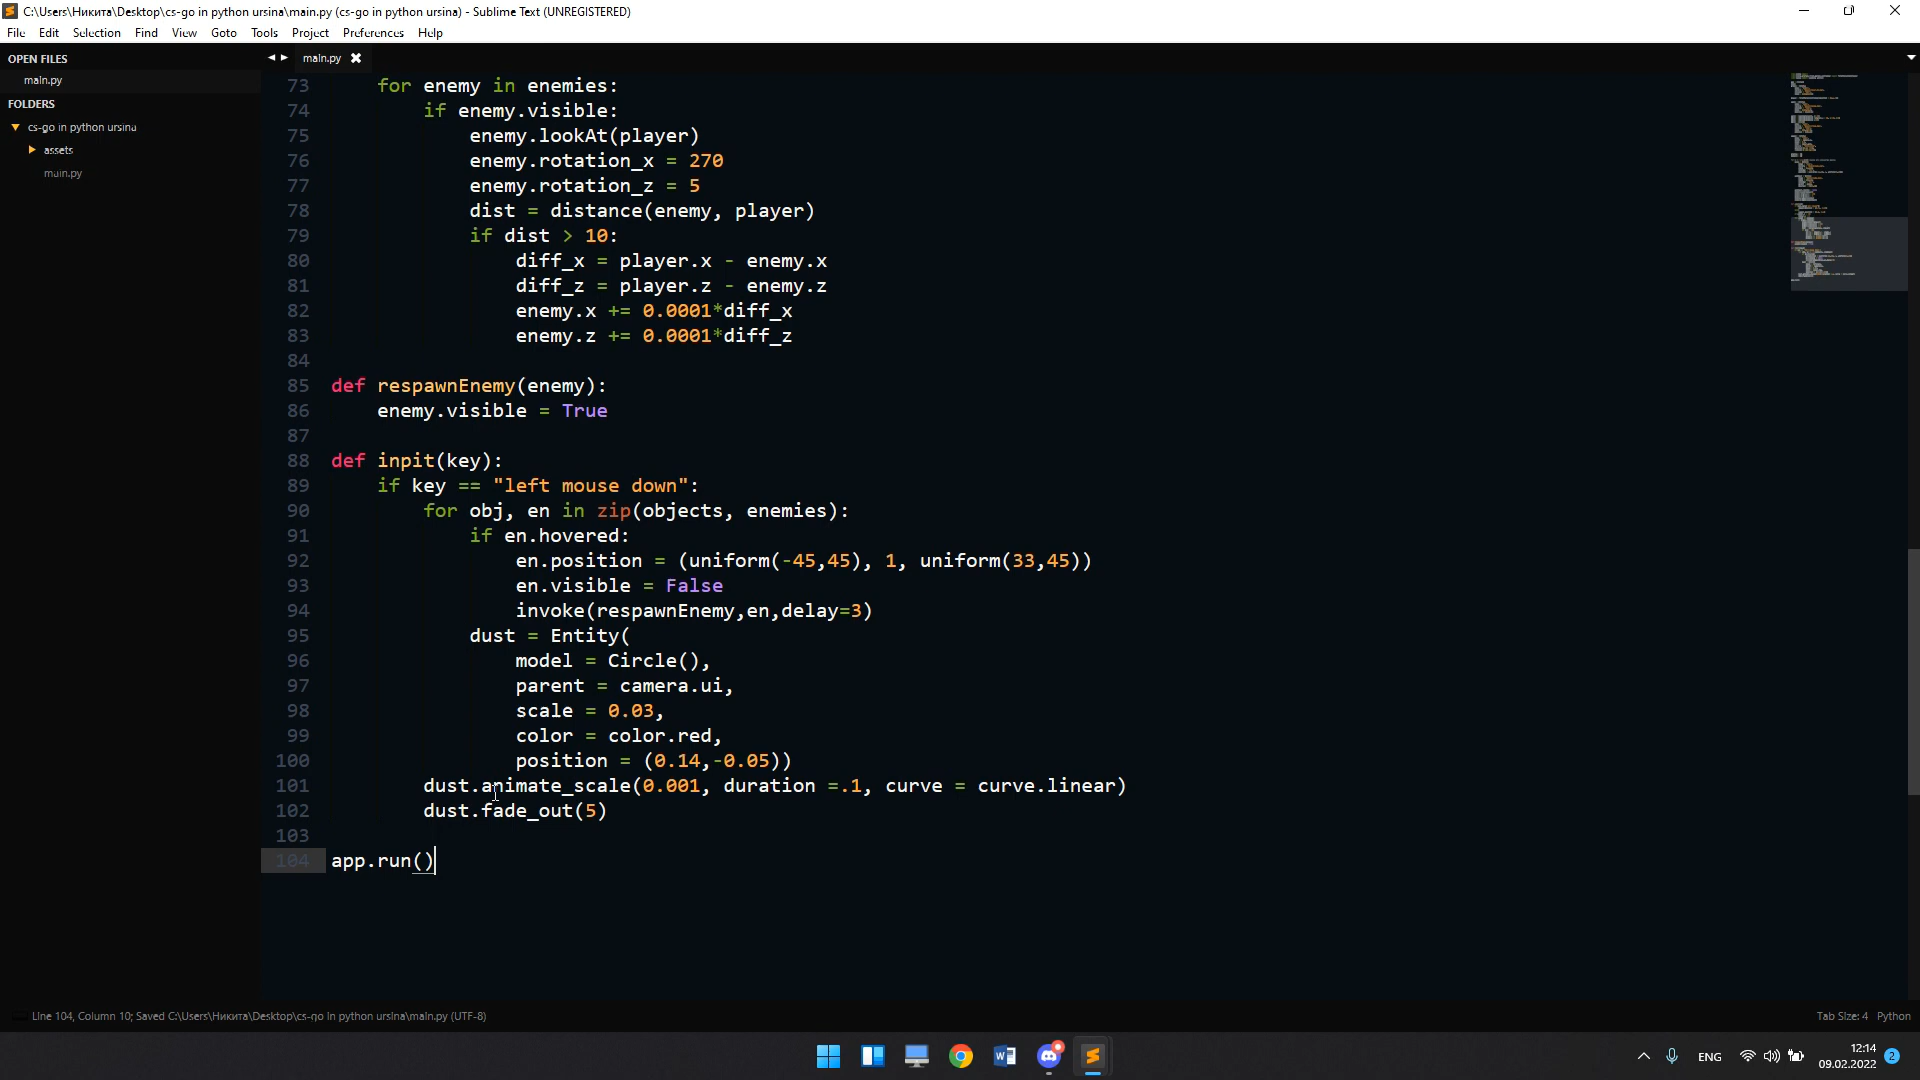 C:\Users\Никита\Desktop\cs-go in python ursina\main.py (cs-go in python ursina) - Sublime Text (UNREGISTERED)
File Edit Selection Find View Goto Tools Project Preferences Help
OPEN FILES
main.py
FOLDERS
cs-go in python ursina
assets
main.py
main.py
73 for enemy in enemies:
74 if enemy.visible:
75 enemy.lookAt(player)
76 enemy.rotation_x = 270
77 enemy.rotation_z = 5
78 dist = distance(enemy, player)
79 if dist > 10:
80 diff_x = player.x - enemy.x
81 diff_z = player.z - enemy.z
82 enemy.x += 0.0001*diff_x
83 enemy.z += 0.0001*diff_z
84
85 def respawnEnemy(enemy):
86 enemy.visible = True
87
88 def inpit(key):
89 if key == "left mouse down":
90 for obj, en in zip(objects, enemies):
91 if en.hovered:
92 en.position = (uniform(-45,45), 1, uniform(33,45))
93 en.visible = False
94 invoke(respawnEnemy,en,delay=3)
95 dust = Entity(
96 model = Circle(),
97 parent = camera.ui,
98 scale = 0.03,
99 color = color.red,
100 position = (0.14,-0.05))
101 dust.animate_scale(0.001, duration =.1, curve = curve.linear)
102 dust.fade_out(5)
103
104 app.run()
Line 104, Column 10; Saved C:\Users\Никита\Desktop\cs-go in python ursina\main.py (UTF-8)
Tab Size: 4 Python
ENG
12:14
09.02.2022
2